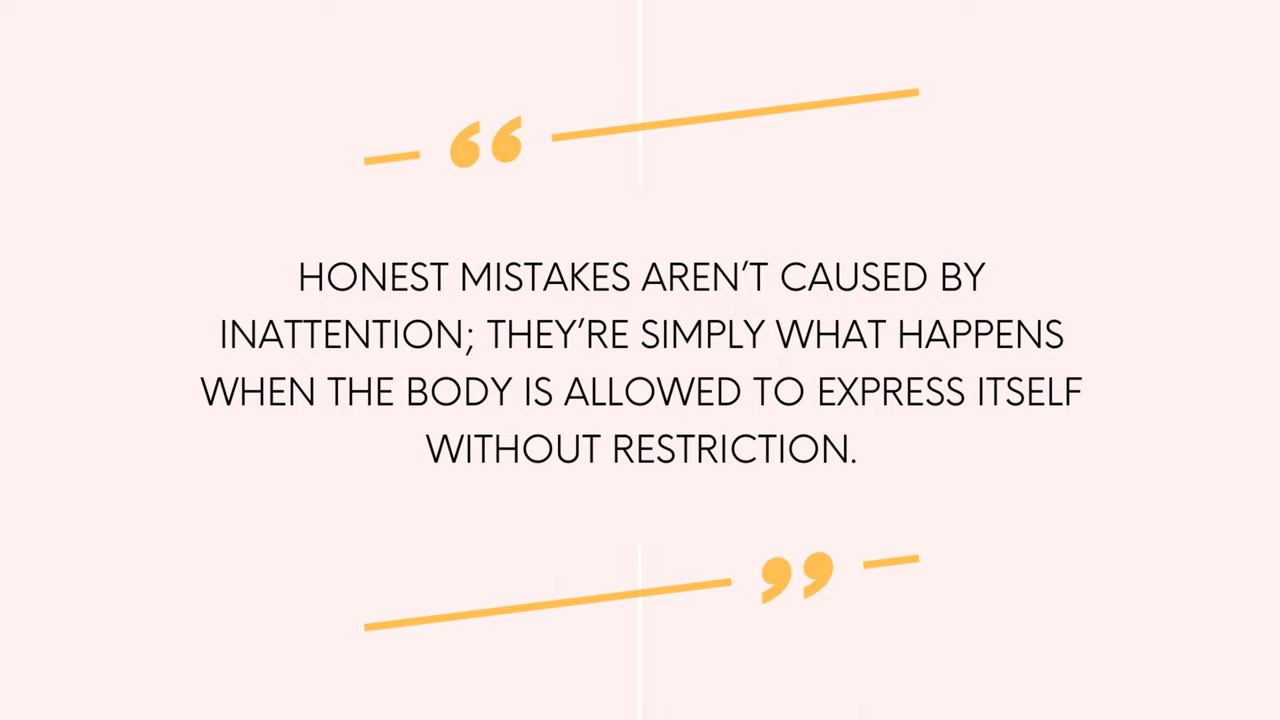 “
HONEST MISTAKES AREN’T CAUSED BY
INATTENTION; THEY’RE SIMPLY WHAT HAPPENS
WHEN THE BODY IS ALLOWED TO EXPRESS ITSELF
WITHOUT RESTRICTION.
”